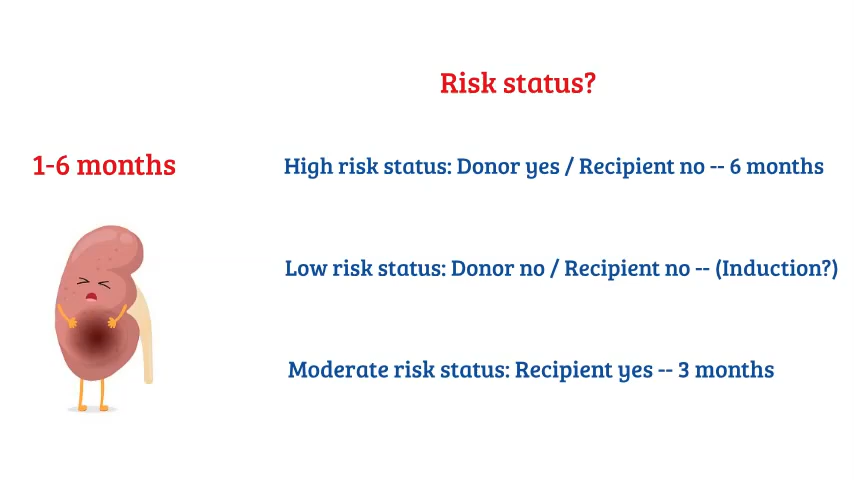 Risk status?
1-6 months
High risk status: Donor yes / Recipient no -- 6 months
Low risk status: Donor no / Recipient no -- (Induction?)
Moderate risk status: Recipient yes -- 3 months